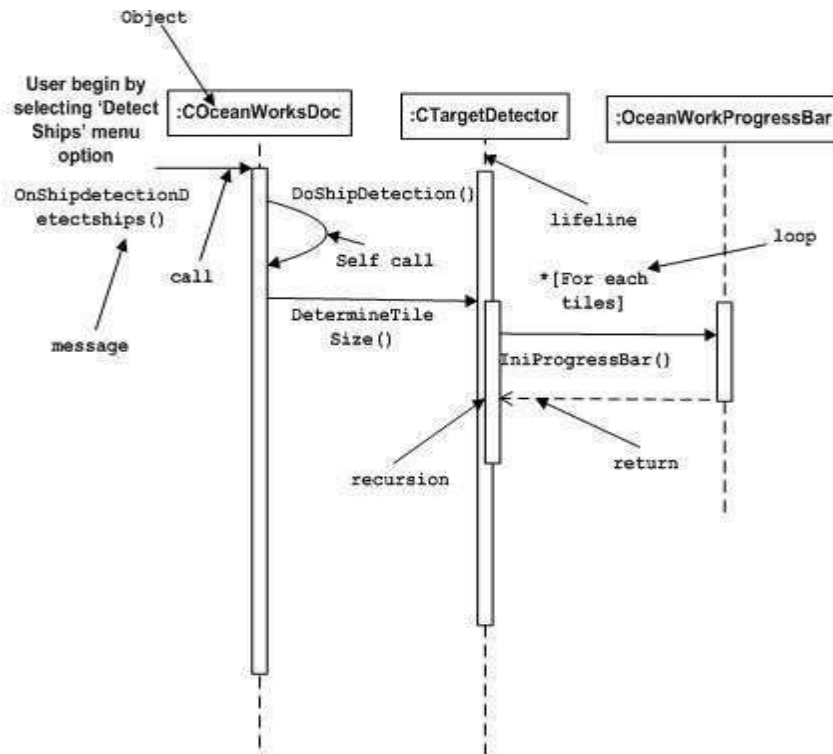 Object
User begin by
selecting 'Detect
Ships' menu
option
:COceanWorksDoc
:CTargetDetector
:OceanWorkProgressBar
OnShipdetectionD
etectships()
DoShipDetection()
lifeline
loop
call
Self call
*[For each
tiles]
message
DetermineTile
Size()
IniProgressBar()
recursion
return